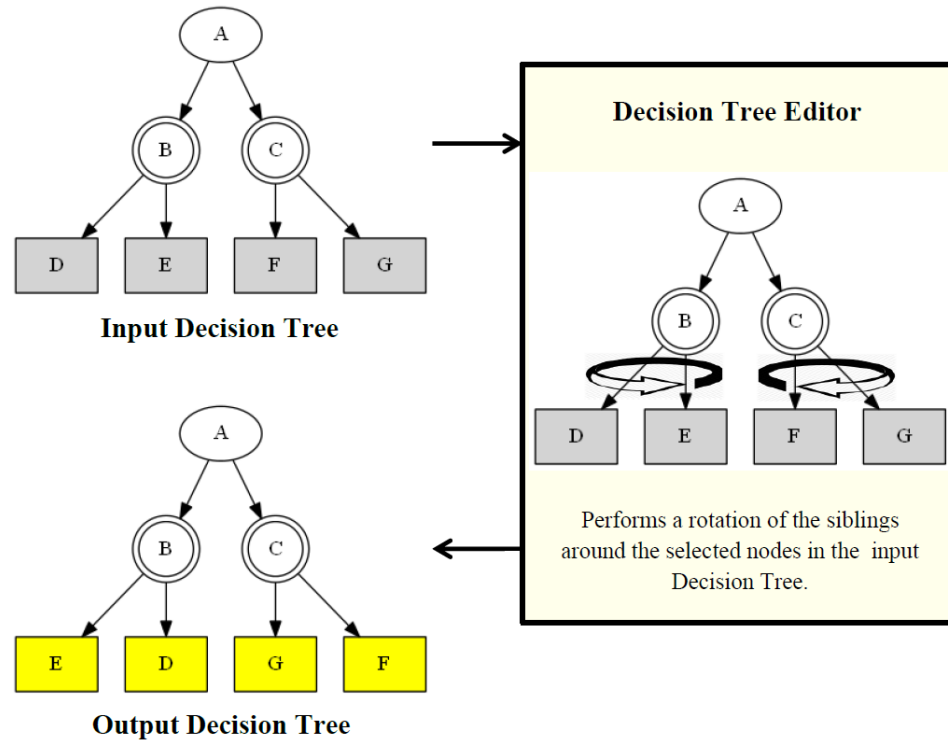 A
B C
D E F G
Input Decision Tree
Decision Tree Editor
A
B C
D E F G
Performs a rotation of the siblings
around the selected nodes in the input
Decision Tree.
A
B C
E D G F
Output Decision Tree